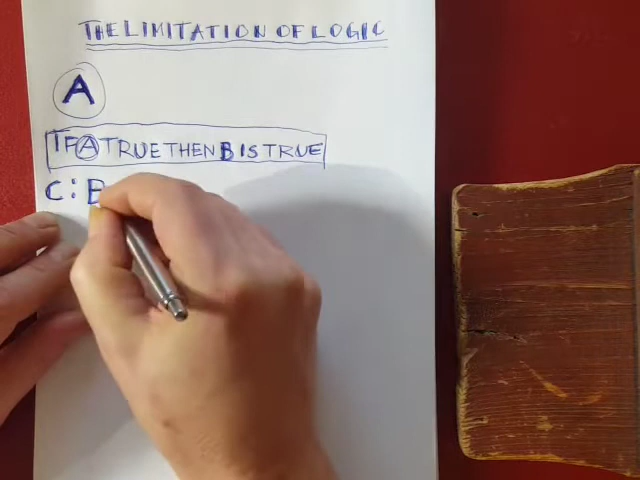 THE LIMITATION OF LOGIC
A
IF A TRUE THEN B IS TRUE
C: B